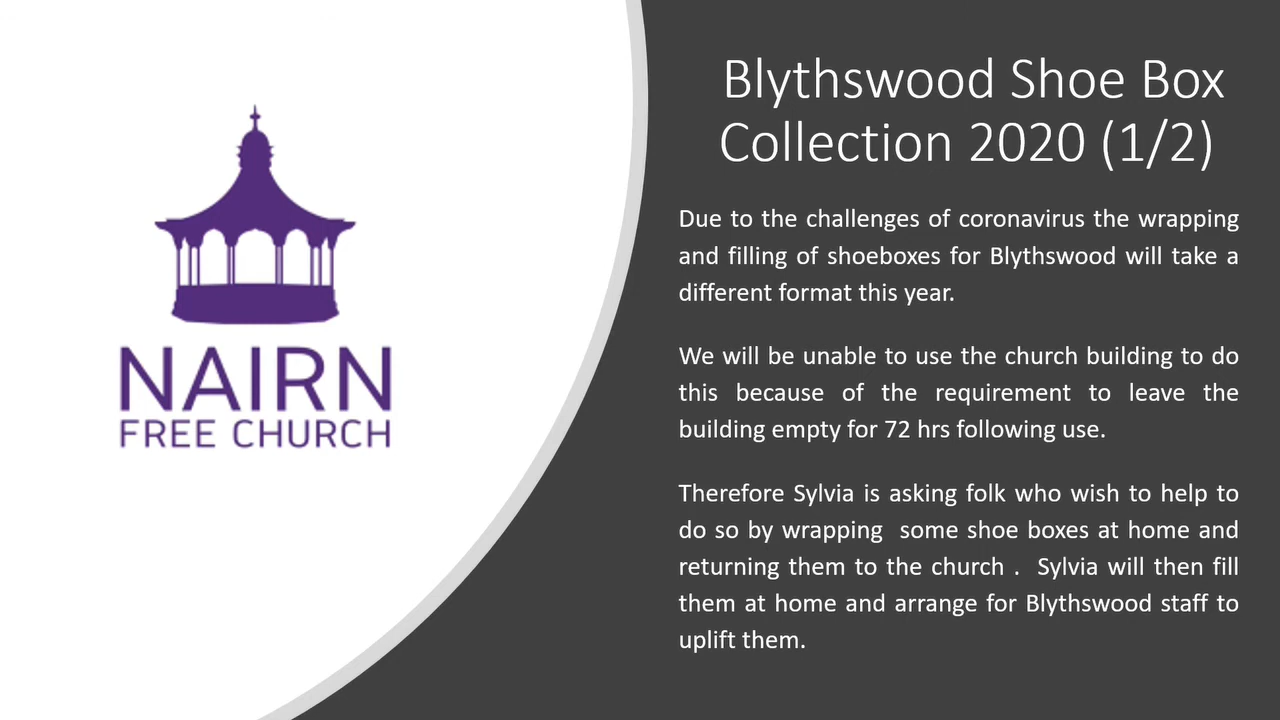 NAIRN
FREE CHURCH
Blythswood Shoe Box
Collection 2020 (1/2)
Due to the challenges of coronavirus the wrapping
and filling of shoeboxes for Blythswood will take a
different format this year.
We will be unable to use the church building to do
this because of the requirement to leave the
building empty for 72 hrs following use.
Therefore Sylvia is asking folk who wish to help to
do so by wrapping  some shoe boxes at home and
returning them to the church .  Sylvia will then fill
them at home and arrange for Blythswood staff to
uplift them.